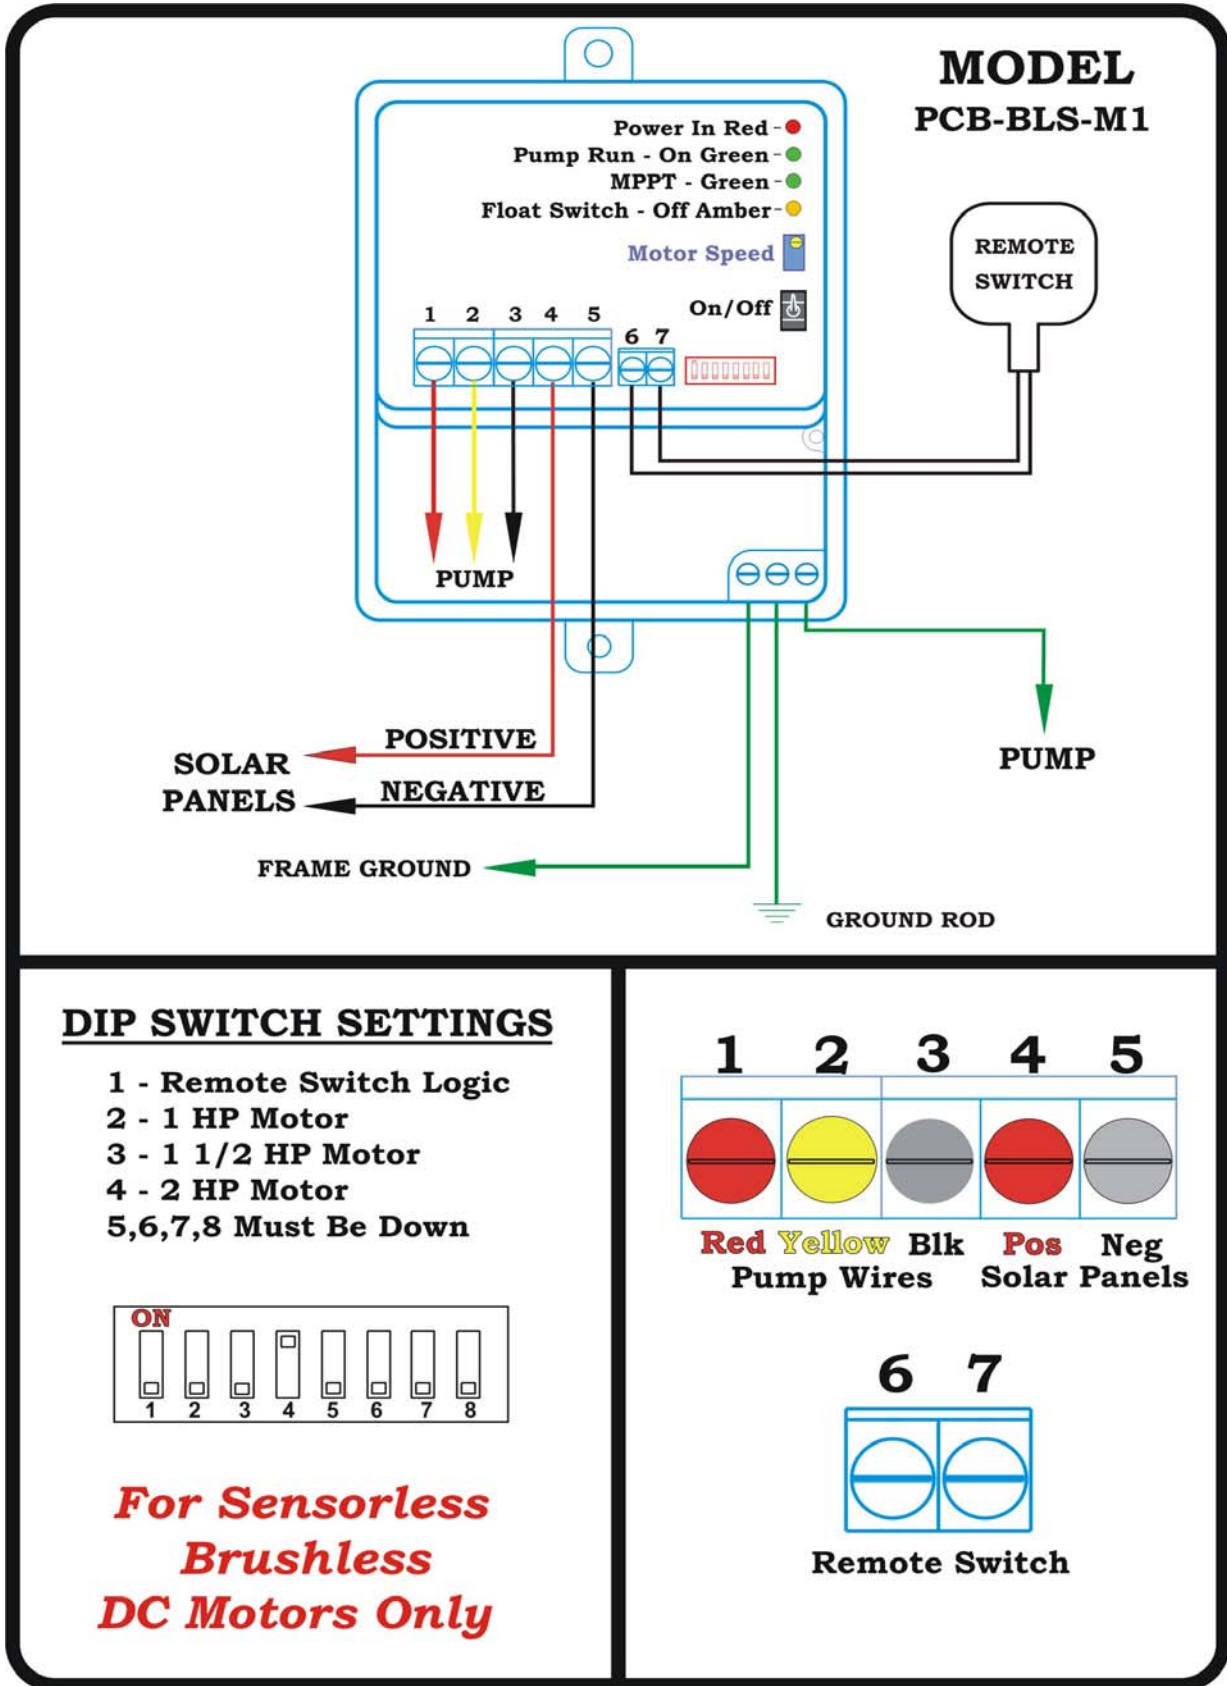 MODEL
PCB-BLS-M1
Power In Red -
Pump Run - On Green -
MPPT - Green -
Float Switch - Off Amber -
Motor Speed
On/Off
1 2 3 4 5
6 7
REMOTE
SWITCH
PUMP
POSITIVE
SOLAR
PANELS
NEGATIVE
PUMP
FRAME GROUND
GROUND ROD
DIP SWITCH SETTINGS
1 - Remote Switch Logic
2 - 1 HP Motor
3 - 1 1/2 HP Motor
4 - 2 HP Motor
5,6,7,8 Must Be Down
ON
1 2 3 4 5 6 7 8
For Sensorless
Brushless
DC Motors Only
1 2 3 4 5
Red Yellow Blk Pos Neg
Pump Wires Solar Panels
6 7
Remote Switch